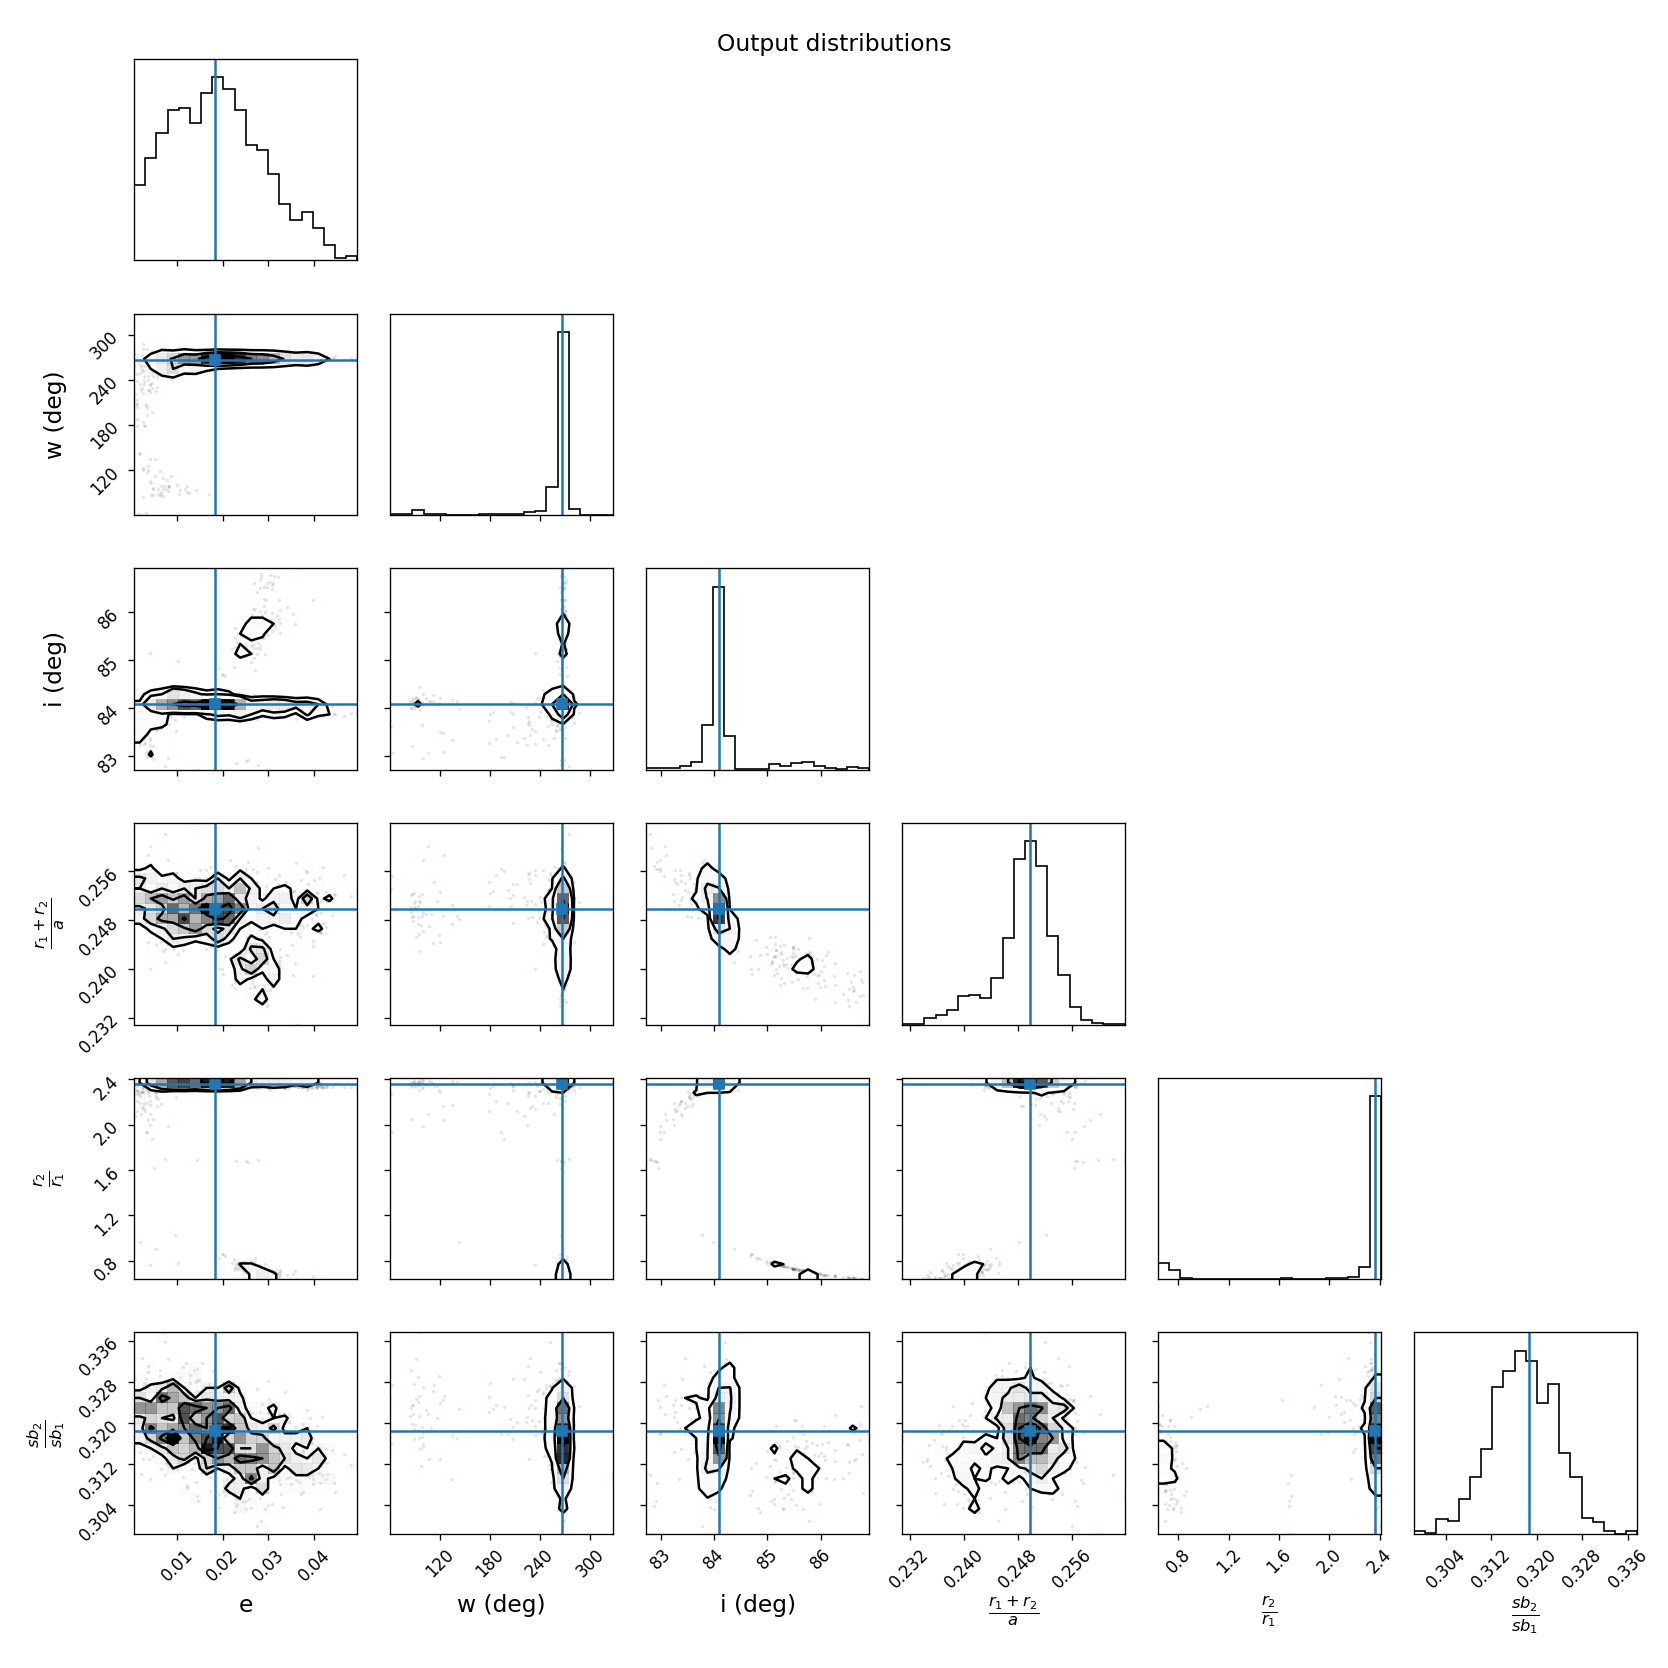 Output distributions
300
240
180
120
w (deg)
86
85
84
83
i (deg)
0.256
0.248
0.240
0.232
r₁ + r₂
a
2.4
2.0
1.6
1.2
0.8
r₂
r₁
0.336
0.328
0.320
0.312
0.304
sb₂
sb₁
0.01 0.02 0.03 0.04
120 180 240 300
83 84 85 86
0.232 0.240 0.248 0.256
0.8 1.2 1.6 2.0 2.4
0.304 0.312 0.320 0.328 0.336
e
w (deg)
i (deg)
r₁ + r₂
a
r₂
r₁
sb₂
sb₁